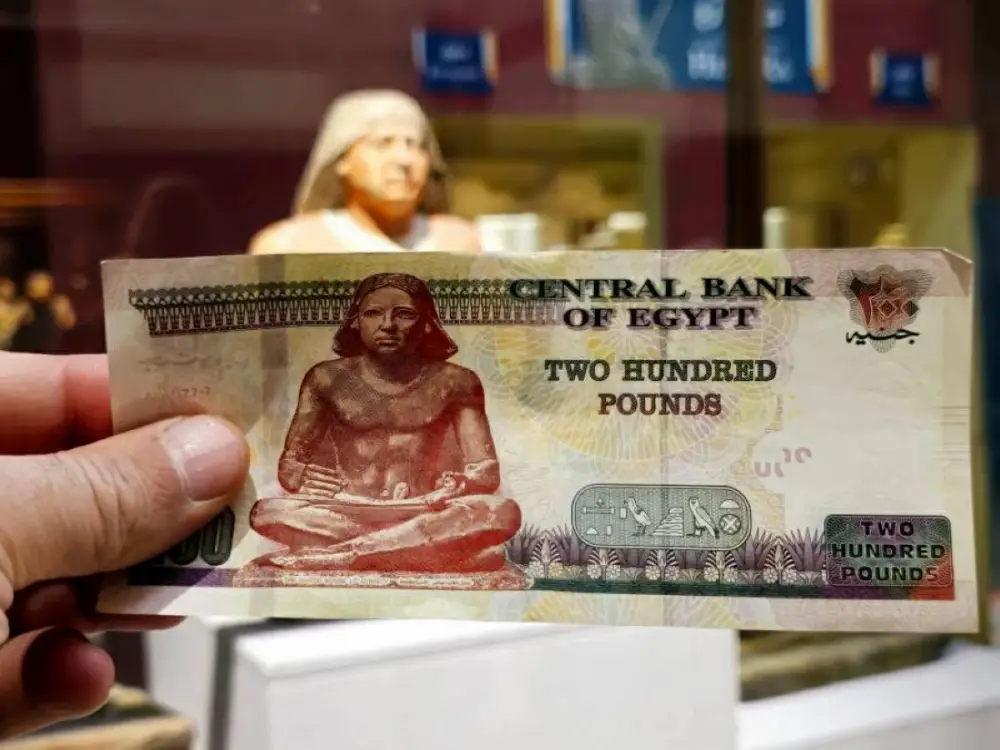 CENTRAL BANK
OF EGYPT
جنيه
TWO HUNDRED
POUNDS
TWO
HUNDRED
POUNDS